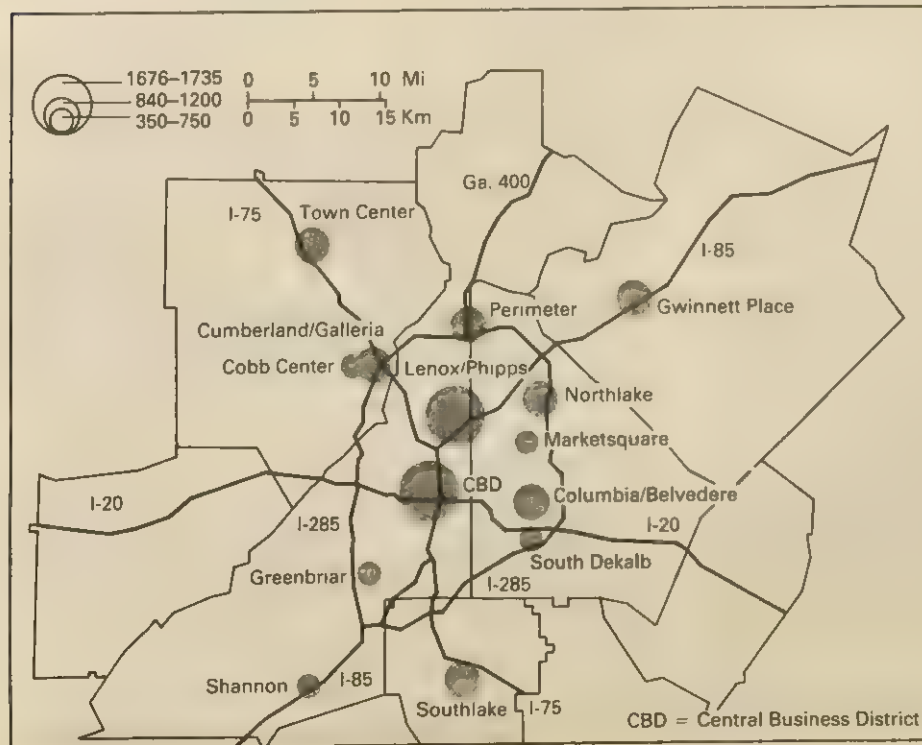 1676–1735
840–1200
350–750
0 5 10 Mi
0 5 10 15 Km
Ga. 400
I-75
Town Center
I-85
Perimeter
Gwinnett Place
Cumberland/Galleria
Cobb Center
Lenox/Phipps
Northlake
Marketsquare
CBD
Columbia/Belvedere
I-20
I-285
I-20
South Dekalb
Greenbriar
I-285
Shannon
I-85
Southlake
I-75
CBD = Central Business District